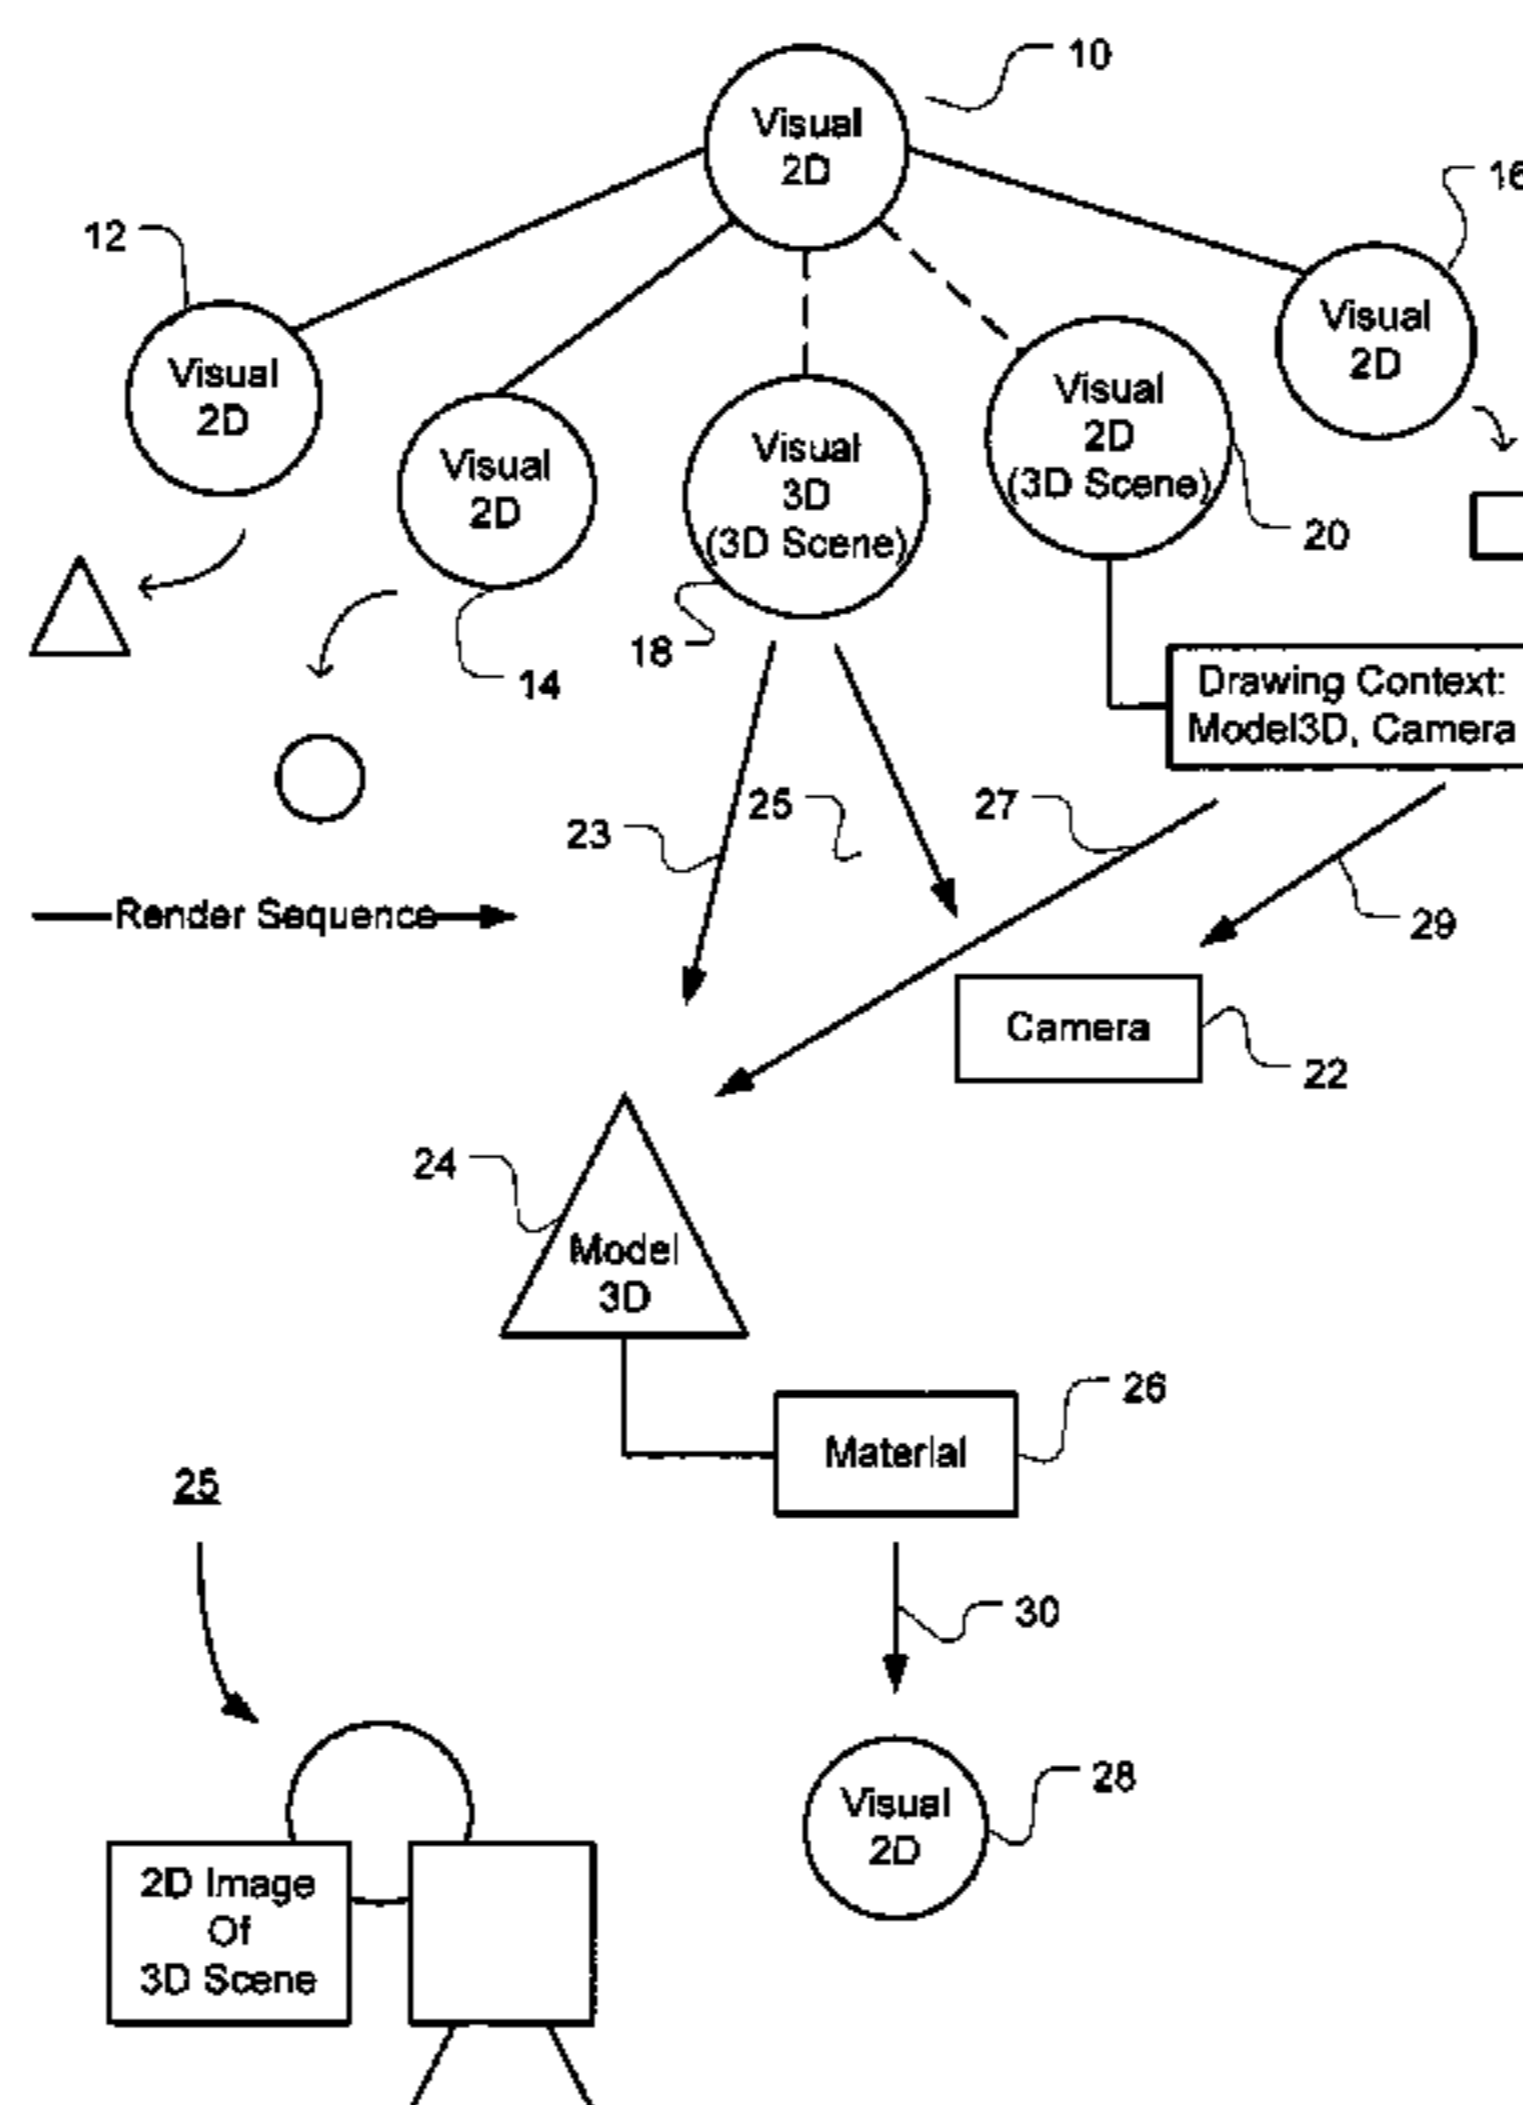 10
Visual
2D
16
12
Visual
2D
Visual
2D
Visual
2D
Visual
3D
(3D Scene)
Visual
2D
(3D Scene)
20
18
14
Drawing Context:
Model3D, Camera
23
25
27
29
Render Sequence
Camera
22
24
Model
3D
26
Material
25
30
Visual
2D
28
2D Image
Of
3D Scene